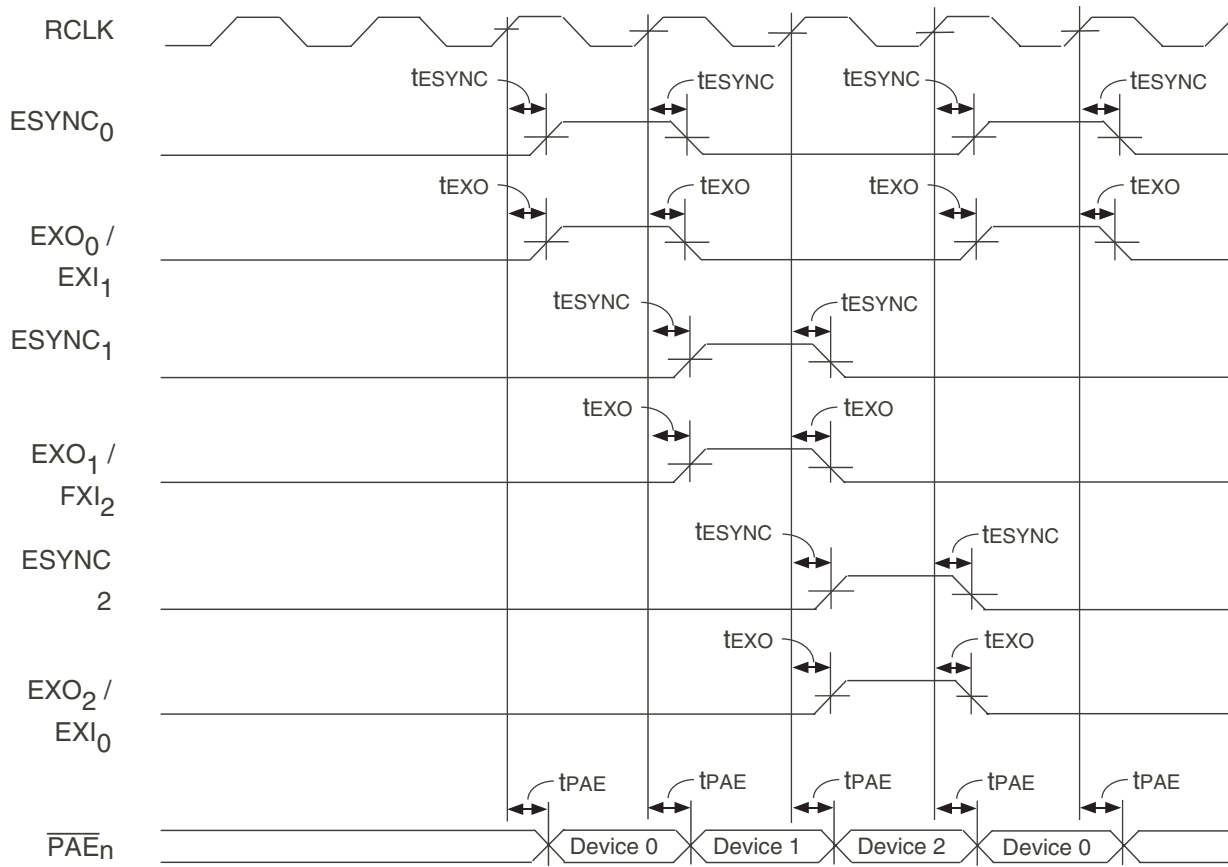 RCLK
tESYNC tESYNC tESYNC tESYNC
ESYNC0
tEXO tEXO tEXO tEXO
EXO0 /
EXI1
tESYNC tESYNC
ESYNC1
tEXO tEXO
EXO1 /
FXI2
tESYNC tESYNC
ESYNC
2
tEXO tEXO
EXO2 /
EXI0
tPAE tPAE tPAE tPAE tPAE
PAEn Device 0 Device 1 Device 2 Device 0